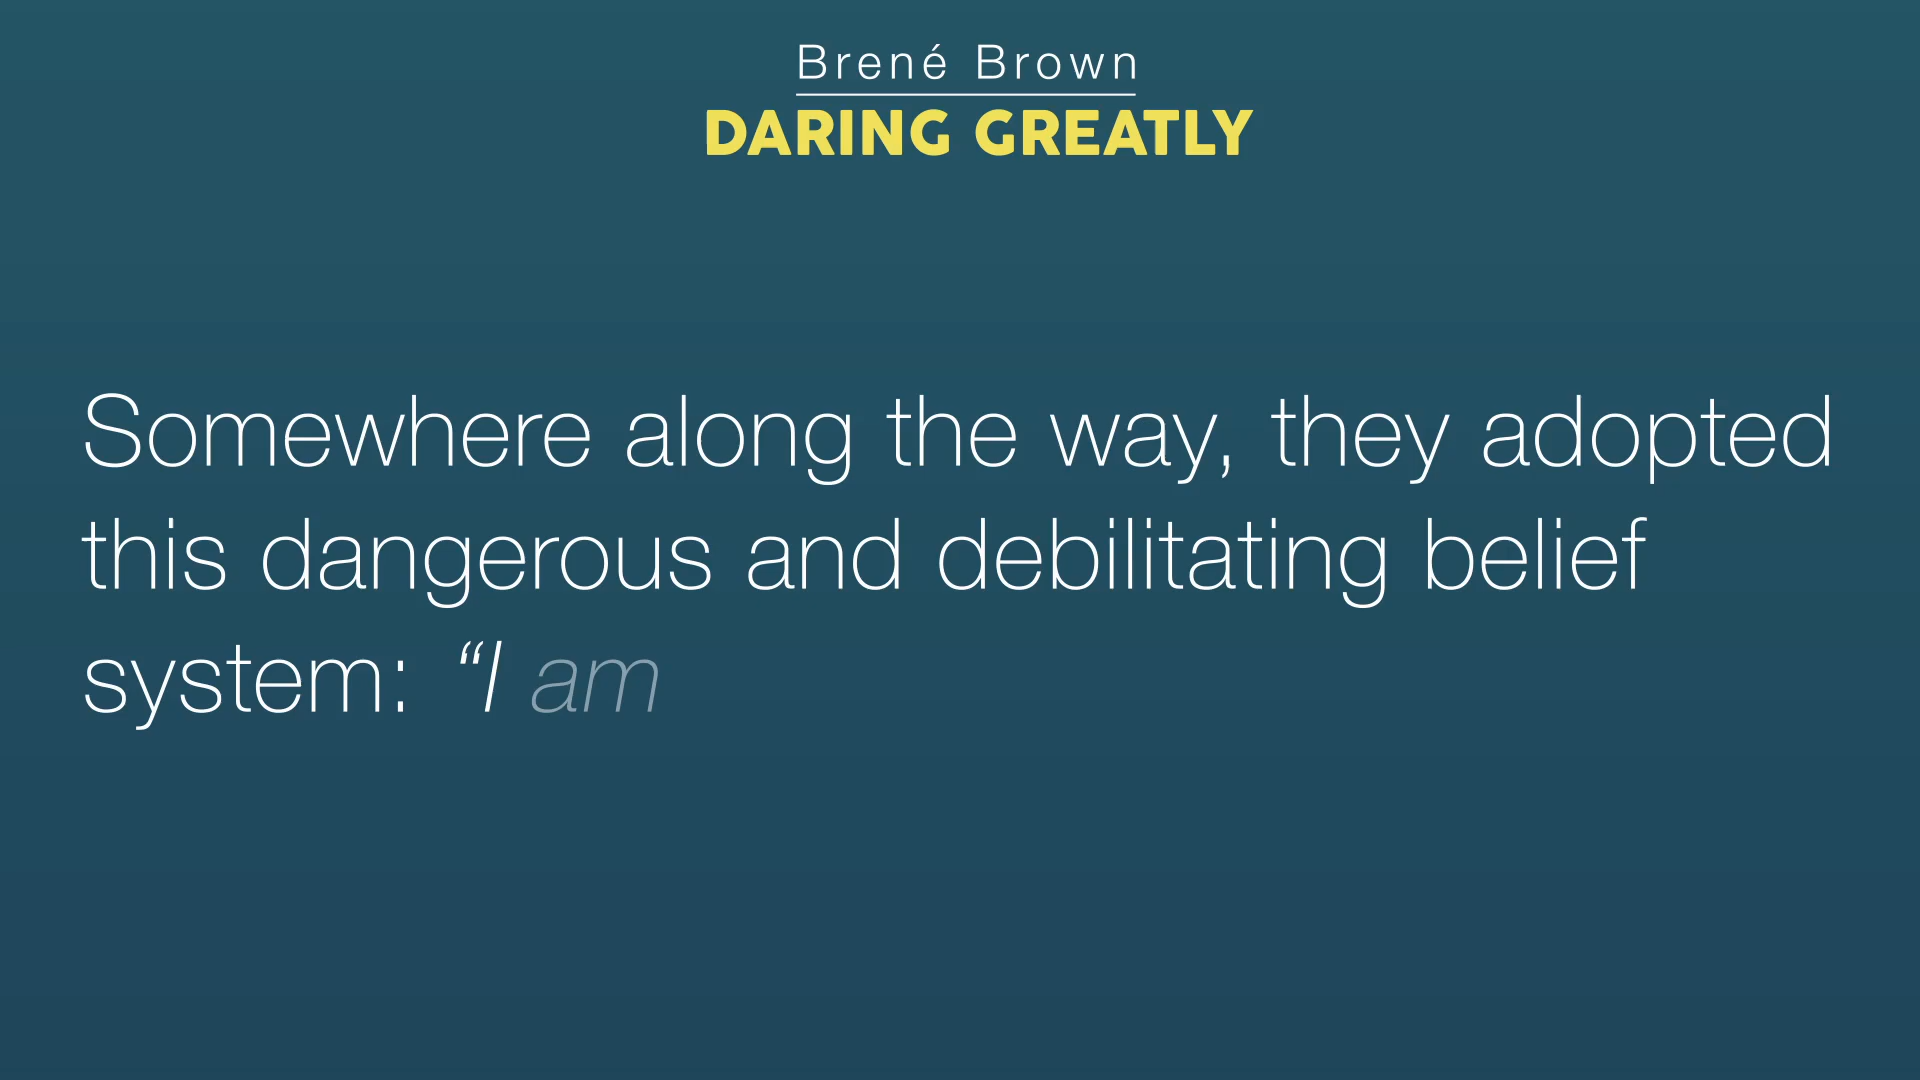 Brené Brown
DARING GREATLY
Somewhere along the way, they adopted
this dangerous and debilitating belief
system: “I am